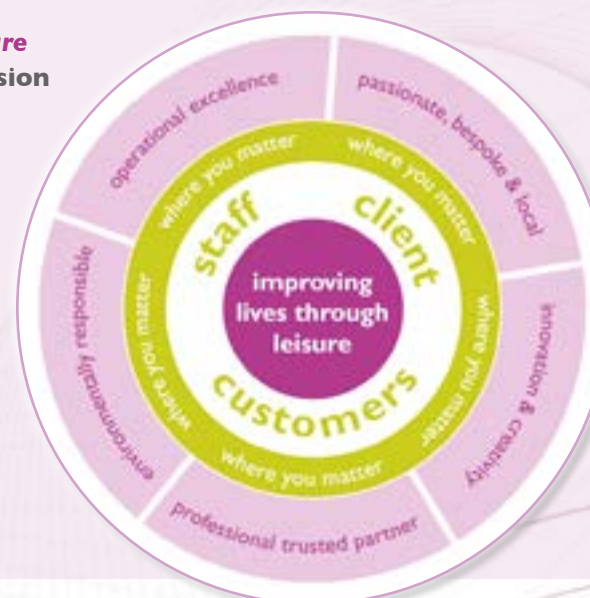 re
sion
operational excellence
passionate, bespoke & local
innovation & creativity
professional trusted partner
environmentally responsible
where you matter
where you matter
where you matter
where you matter
where you matter
staff
client
customers
improving
lives through
leisure